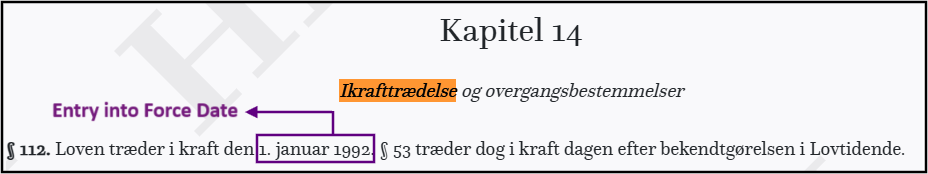 Kapitel 14
Ikrafttrædelse og overgangsbestemmelser
Entry into Force Date
§ 112. Loven træder i kraft den 1. januar 1992. § 53 træder dog i kraft dagen efter bekendtgørelsen i Lovtidende.